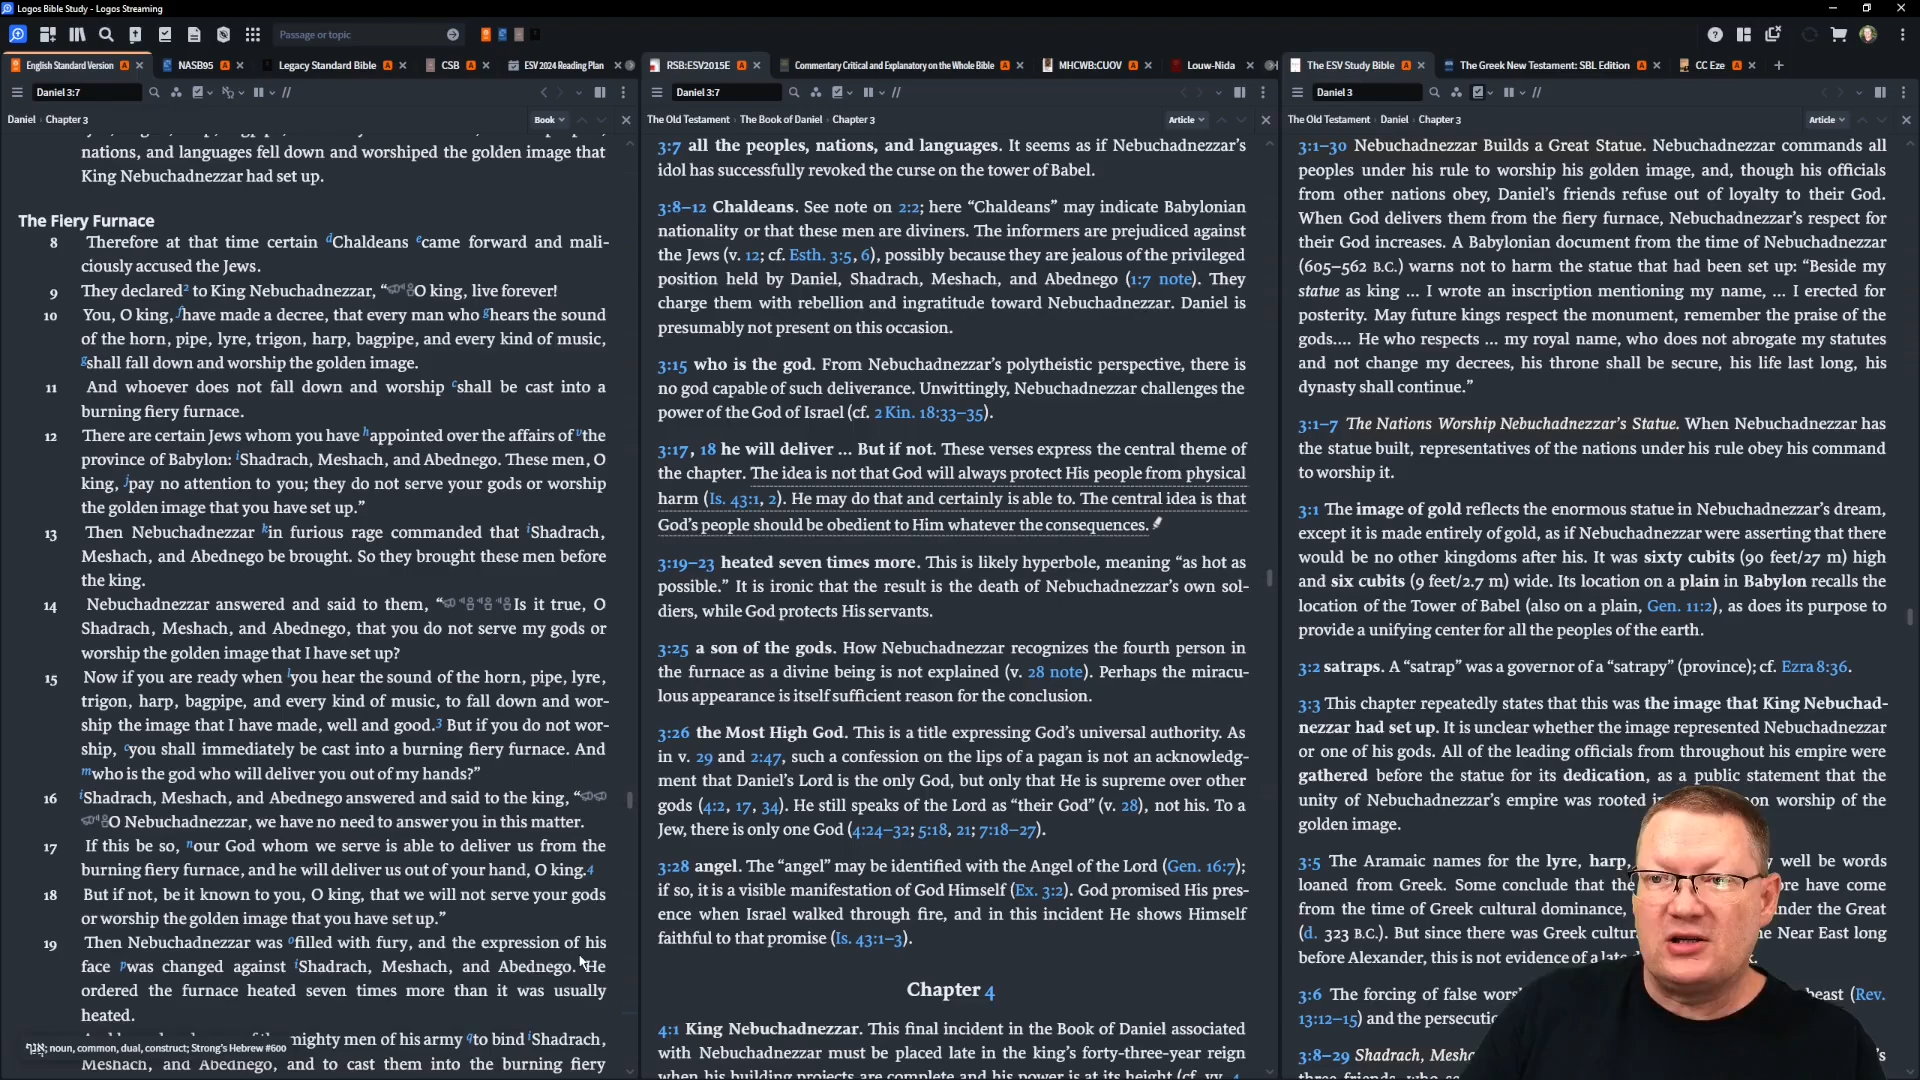 Logos Bible Study - Logos Streaming
Passage or topic
English Standard Version A
NASB95 A
Legacy Standard Bible A
CSB A
ESV 2024 Reading Plan
RSB:ESV2015E A
Commentary Critical and Explanatory on the Whole Bible A
MHCWB:CUOV A
Louw-Nida
The ESV Study Bible A
The Greek New Testament: SBL Edition A
CC Eze A
Daniel 3:7
Daniel 3:7
Daniel 3
Daniel › Chapter 3
Book
nations, and languages fell down and worshiped the golden image that
King Nebuchadnezzar had set up.
The Fiery Furnace
8 Therefore at that time certain dChaldeans ecame forward and mali-
ciously accused the Jews.
9 They declared2 to King Nebuchadnezzar, “O king, live forever!
10 You, O king, fhave made a decree, that every man who ghears the sound
of the horn, pipe, lyre, trigon, harp, bagpipe, and every kind of music,
gshall fall down and worship the golden image.
11 And whoever does not fall down and worship cshall be cast into a
burning fiery furnace.
12 There are certain Jews whom you have happointed over the affairs of vthe
province of Babylon: iShadrach, Meshach, and Abednego. These men, O
king, jpay no attention to you; they do not serve your gods or worship
the golden image that you have set up.”
13 Then Nebuchadnezzar kin furious rage commanded that iShadrach,
Meshach, and Abednego be brought. So they brought these men before
the king.
14 Nebuchadnezzar answered and said to them, “Is it true, O
Shadrach, Meshach, and Abednego, that you do not serve my gods or
worship the golden image that I have set up?
15 Now if you are ready when lyou hear the sound of the horn, pipe, lyre,
trigon, harp, bagpipe, and every kind of music, to fall down and wor-
ship the image that I have made, well and good.3 But if you do not wor-
ship, cyou shall immediately be cast into a burning fiery furnace. And
mwho is the god who will deliver you out of my hands?”
16 iShadrach, Meshach, and Abednego answered and said to the king, “
O Nebuchadnezzar, we have no need to answer you in this matter.
17 If this be so, nour God whom we serve is able to deliver us from the
burning fiery furnace, and he will deliver us out of your hand, O king.4
18 But if not, be it known to you, O king, that we will not serve your gods
or worship the golden image that you have set up.”
19 Then Nebuchadnezzar was ofilled with fury, and the expression of his
face pwas changed against iShadrach, Meshach, and Abednego. He
ordered the furnace heated seven times more than it was usually
heated.
mighty men of his army qto bind iShadrach,
Meshach, and Abednego, and to cast them into the burning fiery
noun, common, dual, construct; Strong's Hebrew #600
The Old Testament › The Book of Daniel › Chapter 3
Article
3:7 all the peoples, nations, and languages. It seems as if Nebuchadnezzar’s
idol has successfully revoked the curse on the tower of Babel.
3:8–12 Chaldeans. See note on 2:2; here “Chaldeans” may indicate Babylonian
nationality or that these men are diviners. The informers are prejudiced against
the Jews (v. 12; cf. Esth. 3:5, 6), possibly because they are jealous of the privileged
position held by Daniel, Shadrach, Meshach, and Abednego (1:7 note). They
charge them with rebellion and ingratitude toward Nebuchadnezzar. Daniel is
presumably not present on this occasion.
3:15 who is the god. From Nebuchadnezzar’s polytheistic perspective, there is
no god capable of such deliverance. Unwittingly, Nebuchadnezzar challenges the
power of the God of Israel (cf. 2 Kin. 18:33–35).
3:17, 18 he will deliver ... But if not. These verses express the central theme of
the chapter. The idea is not that God will always protect His people from physical
harm (Is. 43:1, 2). He may do that and certainly is able to. The central idea is that
God’s people should be obedient to Him whatever the consequences.
3:19–23 heated seven times more. This is likely hyperbole, meaning “as hot as
possible.” It is ironic that the result is the death of Nebuchadnezzar’s own sol-
diers, while God protects His servants.
3:25 a son of the gods. How Nebuchadnezzar recognizes the fourth person in
the furnace as a divine being is not explained (v. 28 note). Perhaps the miracu-
lous appearance is itself sufficient reason for the conclusion.
3:26 the Most High God. This is a title expressing God’s universal authority. As
in v. 29 and 2:47, such a confession on the lips of a pagan is not an acknowledg-
ment that Daniel’s Lord is the only God, but only that He is supreme over other
gods (4:2, 17, 34). He still speaks of the Lord as “their God” (v. 28), not his. To a
Jew, there is only one God (4:24–32; 5:18, 21; 7:18–27).
3:28 angel. The “angel” may be identified with the Angel of the Lord (Gen. 16:7);
if so, it is a visible manifestation of God Himself (Ex. 3:2). God promised His pres-
ence when Israel walked through fire, and in this incident He shows Himself
faithful to that promise (Is. 43:1–3).
Chapter 4
4:1 King Nebuchadnezzar. This final incident in the Book of Daniel associated
with Nebuchadnezzar must be placed late in the king’s forty-three-year reign
when his building projects are complete and his power is at its height (cf. vv. 4,
The Old Testament › Daniel › Chapter 3
Article
3:1–30 Nebuchadnezzar Builds a Great Statue. Nebuchadnezzar commands all
peoples under his rule to worship his golden image, and, though his officials
from other nations obey, Daniel’s friends refuse out of loyalty to their God.
When God delivers them from the fiery furnace, Nebuchadnezzar’s respect for
their God increases. A Babylonian document from the time of Nebuchadnezzar
(605–562 B.C.) warns not to harm the statue that had been set up: “Beside my
statue as king ... I wrote an inscription mentioning my name, ... I erected for
posterity. May future kings respect the monument, remember the praise of the
gods.... He who respects ... my royal name, who does not abrogate my statutes
and not change my decrees, his throne shall be secure, his life last long, his
dynasty shall continue.”
3:1–7 The Nations Worship Nebuchadnezzar’s Statue. When Nebuchadnezzar has
the statue built, representatives of the nations under his rule obey his command
to worship it.
3:1 The image of gold reflects the enormous statue in Nebuchadnezzar’s dream,
except it is made entirely of gold, as if Nebuchadnezzar were asserting that there
would be no other kingdoms after his. It was sixty cubits (90 feet/27 m) high
and six cubits (9 feet/2.7 m) wide. Its location on a plain in Babylon recalls the
location of the Tower of Babel (also on a plain, Gen. 11:2), as does its purpose to
provide a unifying center for all the peoples of the earth.
3:2 satraps. A “satrap” was a governor of a “satrapy” (province); cf. Ezra 8:36.
3:3 This chapter repeatedly states that this was the image that King Nebuchad-
nezzar had set up. It is unclear whether the image represented Nebuchadnezzar
or one of his gods. All of the leading officials from throughout his empire were
gathered before the statue for its dedication, as a public statement that the
unity of Nebuchadnezzar’s empire was rooted worship of the
golden image.
3:5 The Aramaic names for the lyre, harp, well be words
loaned from Greek. Some conclude that the have come
from the time of Greek cultural dominance, the Great
(d. 323 B.C.). But since there was Greek Near East long
before Alexander, this is not evidence of a
3:6 The forcing of false beast (Rev.
13:12–15) and the
3:8–29 Shadrach,